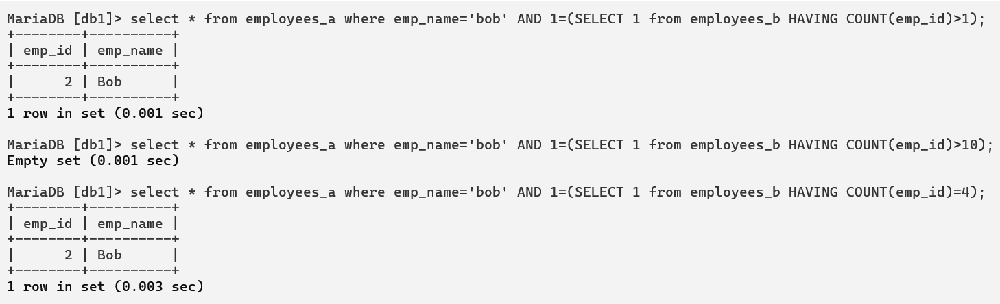 MariaDB [db1]> select * from employees_a where emp_name='bob' AND 1=(SELECT 1 from employees_b HAVING COUNT(emp_id)>1);
+--------+----------+
| emp_id | emp_name |
+--------+----------+
|      2 | Bob      |
+--------+----------+
1 row in set (0.001 sec)

MariaDB [db1]> select * from employees_a where emp_name='bob' AND 1=(SELECT 1 from employees_b HAVING COUNT(emp_id)>10);
Empty set (0.001 sec)

MariaDB [db1]> select * from employees_a where emp_name='bob' AND 1=(SELECT 1 from employees_b HAVING COUNT(emp_id)=4);
+--------+----------+
| emp_id | emp_name |
+--------+----------+
|      2 | Bob      |
+--------+----------+
1 row in set (0.003 sec)